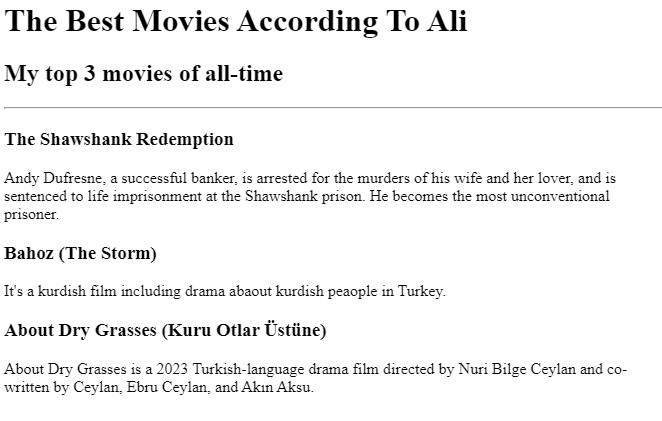 The Best Movies According To Ali
My top 3 movies of all-time
The Shawshank Redemption
Andy Dufresne, a successful banker, is arrested for the murders of his wife and her lover, and is
sentenced to life imprisonment at the Shawshank prison. He becomes the most unconventional
prisoner.
Bahoz (The Storm)
It's a kurdish film including drama abaout kurdish peaople in Turkey.
About Dry Grasses (Kuru Otlar Üstüne)
About Dry Grasses is a 2023 Turkish-language drama film directed by Nuri Bilge Ceylan and co-
written by Ceylan, Ebru Ceylan, and Akın Aksu.